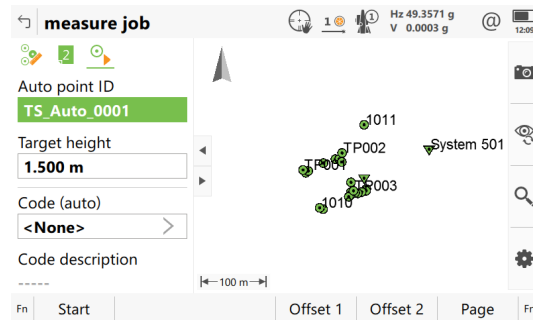 measure job
1
1
Hz 49.3571 g
V 0.0003 g
@
12:09
2
Auto point ID
TS_Auto_0001
Target height
1.500 m
Code (auto)
<None>
Code description
-----
1011
TP002
System 501
TP001
TP003
1010
100 m
Fn
Start
Offset 1
Offset 2
Page
Fn